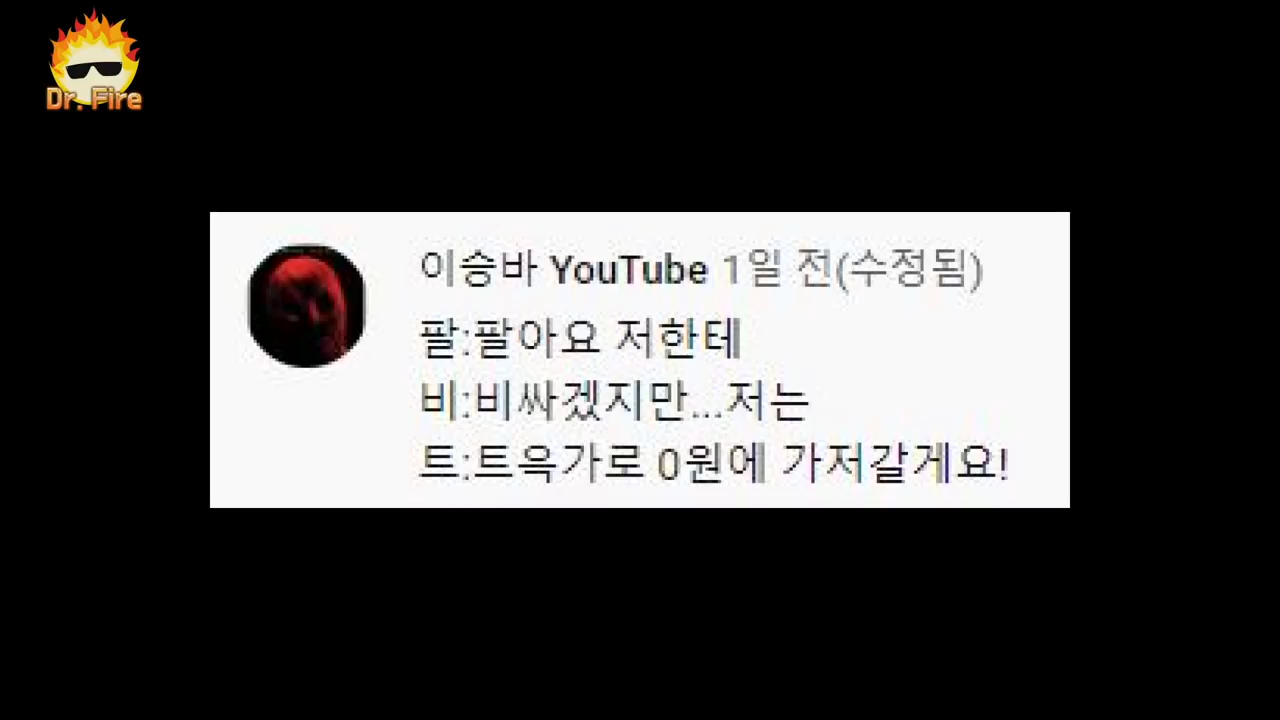 Dr. Fire
이승바 YouTube 1일 전(수정됨)
팔:팔아요 저한테
비:비싸겠지만...저는
트:트윽가로 0원에 가저갈게요!